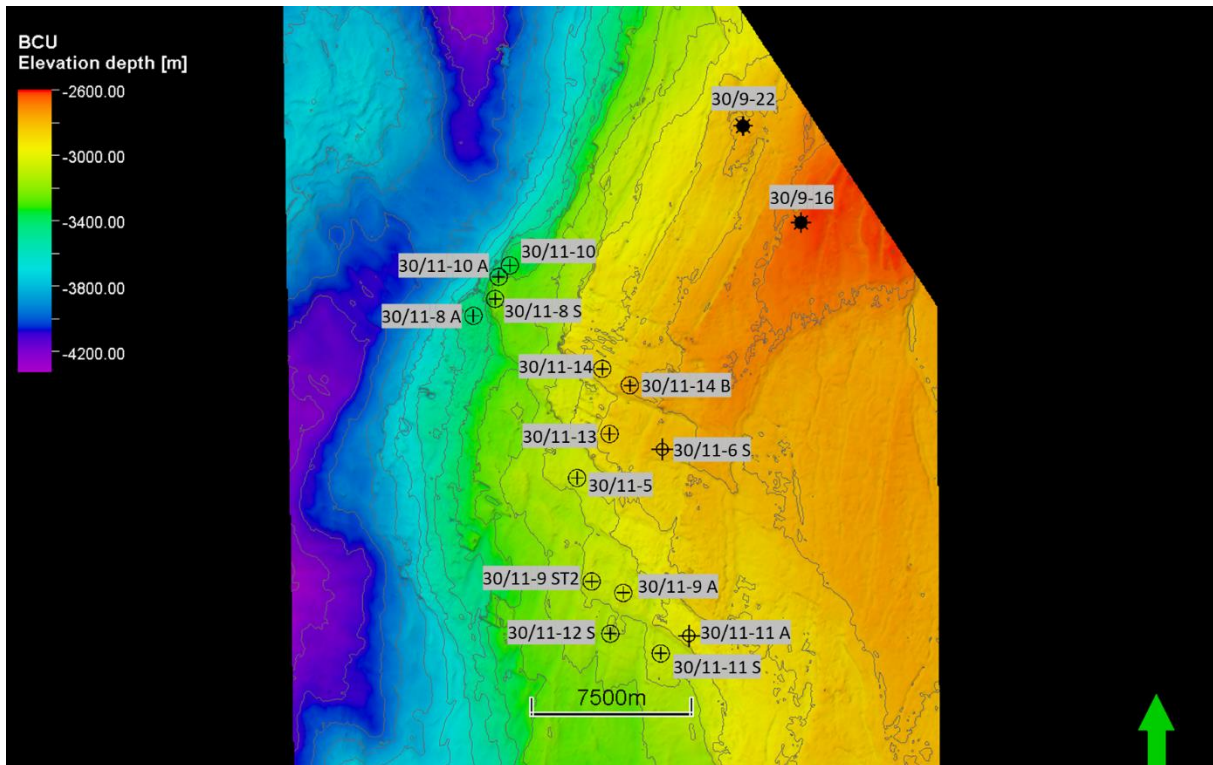 BCU
Elevation depth [m]
-2600.00
-3000.00
-3400.00
-3800.00
-4200.00
30/9-22
30/9-16
30/11-10
30/11-10 A
30/11-8 S
30/11-8 A
30/11-14
30/11-14 B
30/11-13
30/11-6 S
30/11-5
30/11-9 ST2
30/11-9 A
30/11-12 S
30/11-11 A
30/11-11 S
7500m